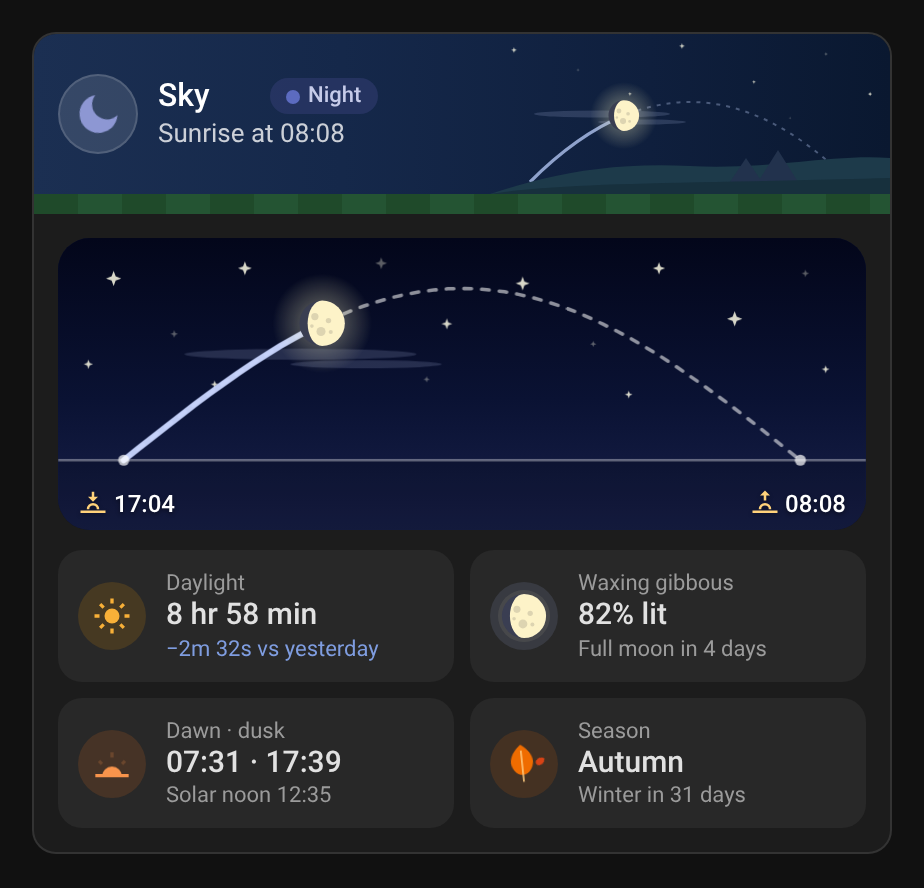 Sky
Night
Sunrise at 08:08
17:04
08:08
Daylight
8 hr 58 min
−2m 32s vs yesterday
Waxing gibbous
82% lit
Full moon in 4 days
Dawn · dusk
07:31 · 17:39
Solar noon 12:35
Season
Autumn
Winter in 31 days